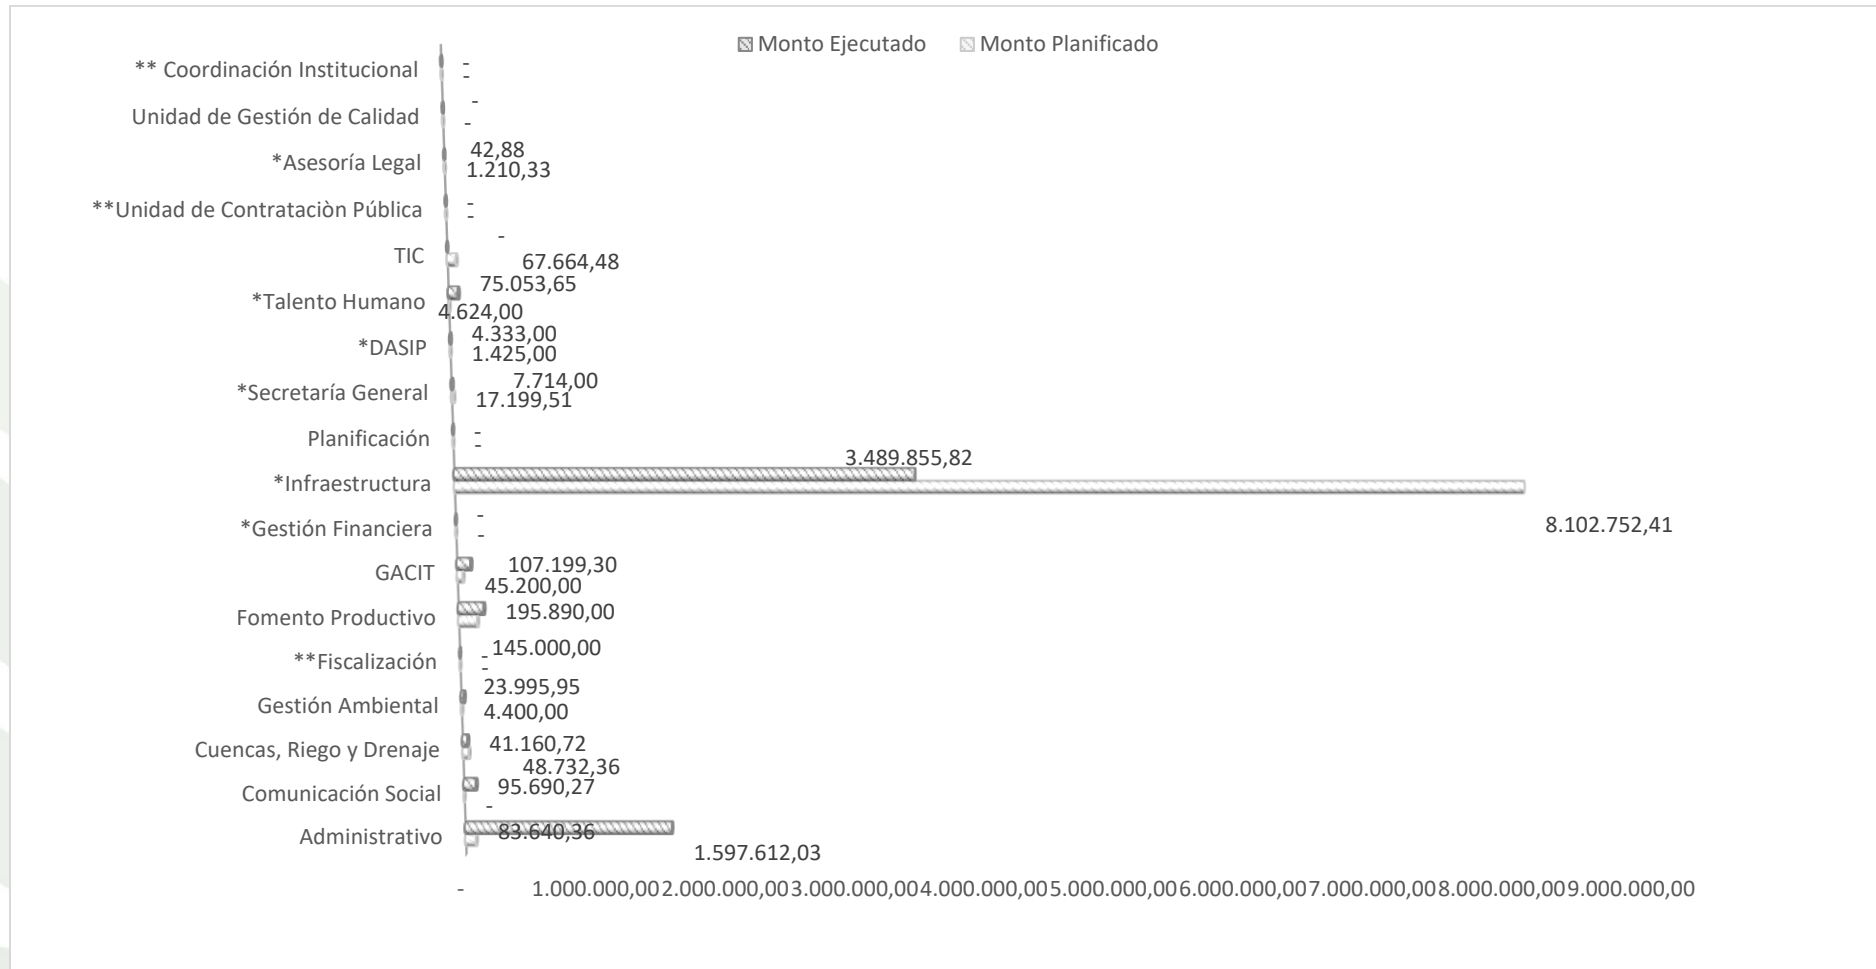 Monto Ejecutado Monto Planificado
** Coordinación Institucional - -
Unidad de Gestión de Calidad - -
*Asesoría Legal 42,88
1.210,33
**Unidad de Contrataciòn Pública - -
TIC -
67.664,48
*Talento Humano 75.053,65
4.624,00
*DASIP 4.333,00
1.425,00
*Secretaría General 7.714,00
17.199,51
Planificación - -
*Infraestructura 3.489.855,82
8.102.752,41
*Gestión Financiera - -
GACIT 107.199,30
45.200,00
Fomento Productivo 195.890,00
145.000,00
**Fiscalización - -
Gestión Ambiental 23.995,95
4.400,00
Cuencas, Riego y Drenaje 41.160,72
48.732,36
Comunicación Social 95.690,27
-
Administrativo 83.640,36
1.597.612,03
- 1.000.000,00 2.000.000,00 3.000.000,00 4.000.000,00 5.000.000,00 6.000.000,00 7.000.000,00 8.000.000,00 9.000.000,00